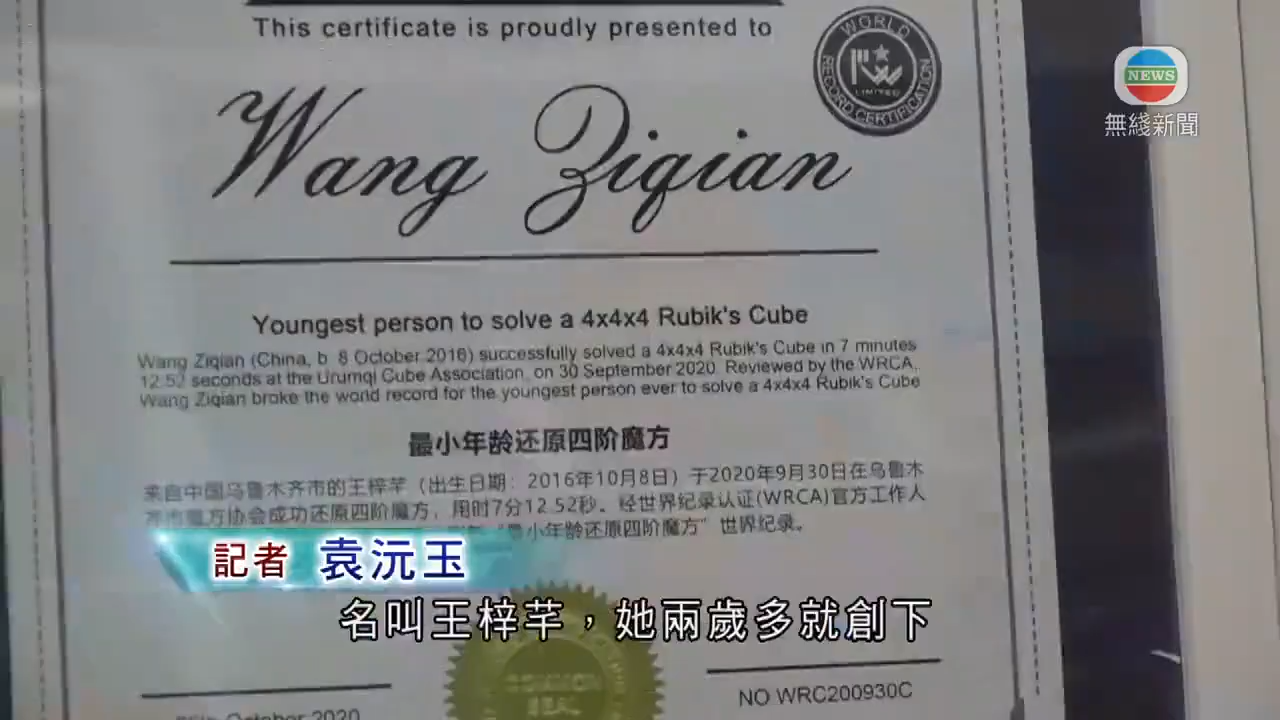 This certificate is proudly presented to
WORLD
RECORD CERTIFICATION
LIMITED
NEWS
無綫新聞
Wang Ziqian
Youngest person to solve a 4x4x4 Rubik's Cube
Wang Ziqian (China, b 8 October 2016) successfully solved a 4x4x4 Rubik's Cube in 7 minutes
12.52 seconds at the Urumqi Cube Association, on 30 September 2020. Reviewed by the WRCA,
Wang Ziqian broke the world record for the youngest person ever to solve a 4x4x4 Rubik's Cube
最小年龄还原四阶魔方
来自中国乌鲁木齐市的王梓芊（出生日期：2016年10月8日）于2020年9月30日在乌鲁木
齐市魔方协会成功还原四阶魔方，用时7分12.52秒。经世界纪录认证(WRCA)官方工作人
“最小年龄还原四阶魔方”世界纪录。
記者 袁沅玉
名叫王梓芊，她兩歲多就創下
COMMON
SEAL
NO WRC200930C
October 2020